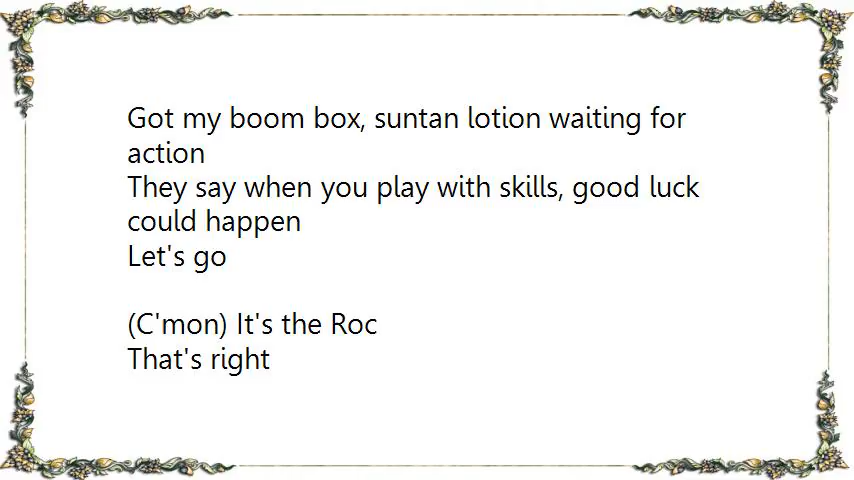 Got my boom box, suntan lotion waiting for
action
They say when you play with skills, good luck
could happen
Let's go
(C'mon) It's the Roc
That's right